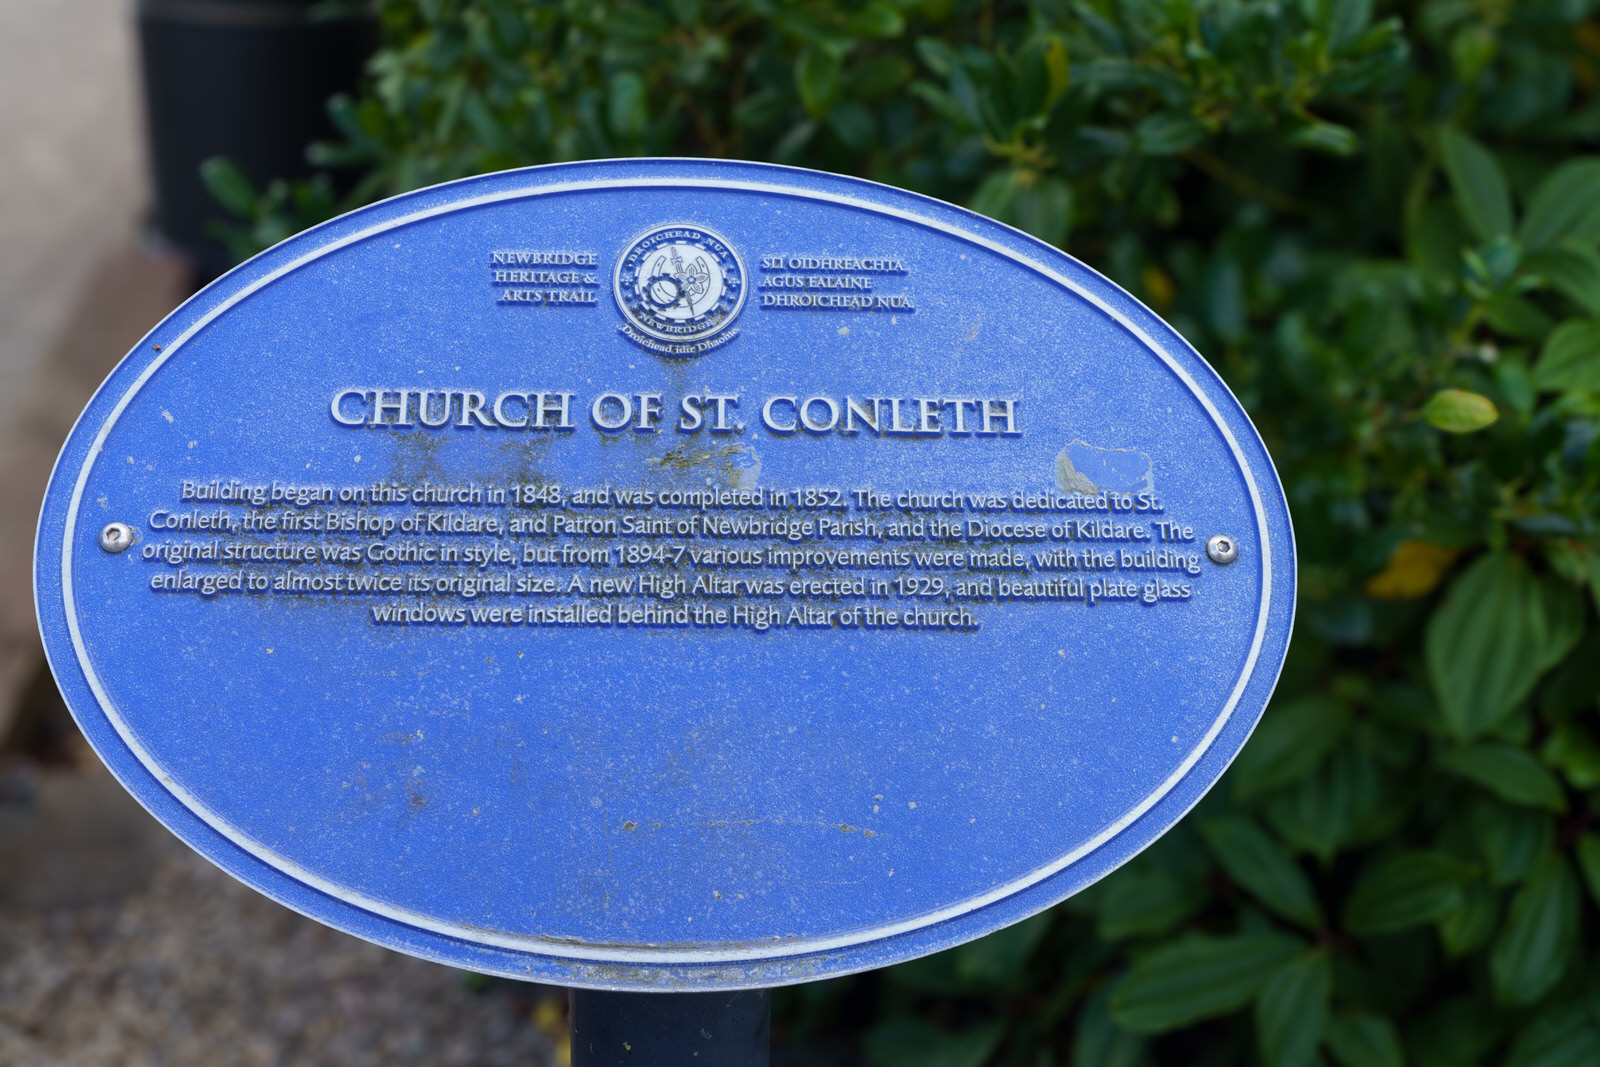 NEWBRIDGE
HERITAGE &
ARTS TRAIL
DROICHEAD NUA
NEWBRIDGE
Droichead idir Dhaoine
SLÍ OIDHREACHTA
AGUS EALAÍNE
DHROICHEAD NUA
CHURCH OF ST. CONLETH
Building began on this church in 1848, and was completed in 1852. The church was dedicated to St.
Conleth, the first Bishop of Kildare, and Patron Saint of Newbridge Parish, and the Diocese of Kildare. The
original structure was Gothic in style, but from 1894-7 various improvements were made, with the building
enlarged to almost twice its original size. A new High Altar was erected in 1929, and beautiful plate glass
windows were installed behind the High Altar of the church.